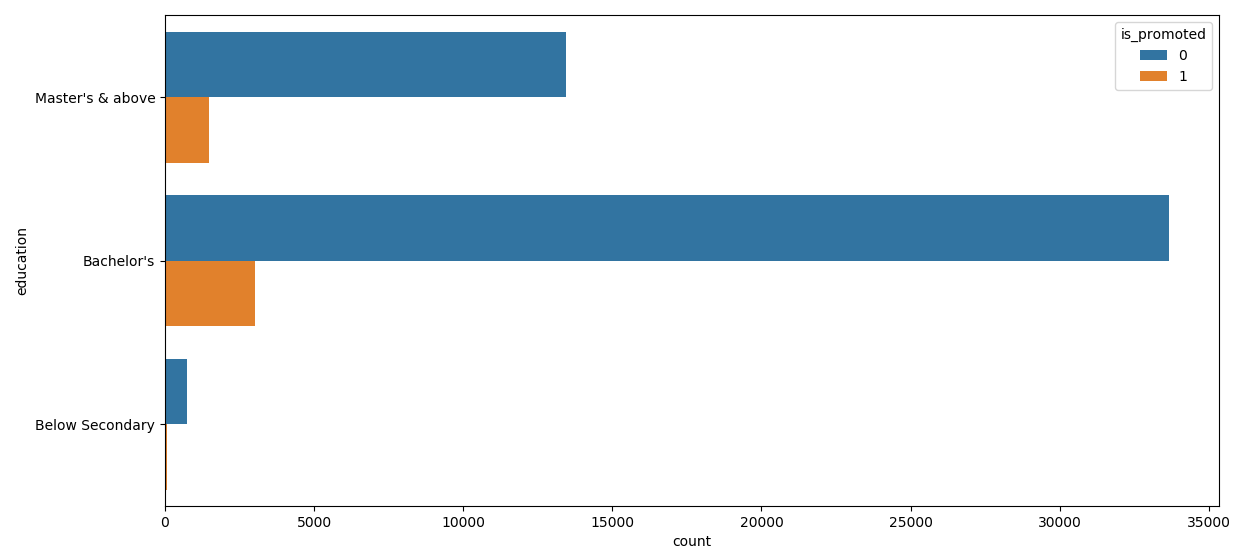 is_promoted
0
1
Master's & above
Bachelor's
Below Secondary
education
0 5000 10000 15000 20000 25000 30000 35000
count